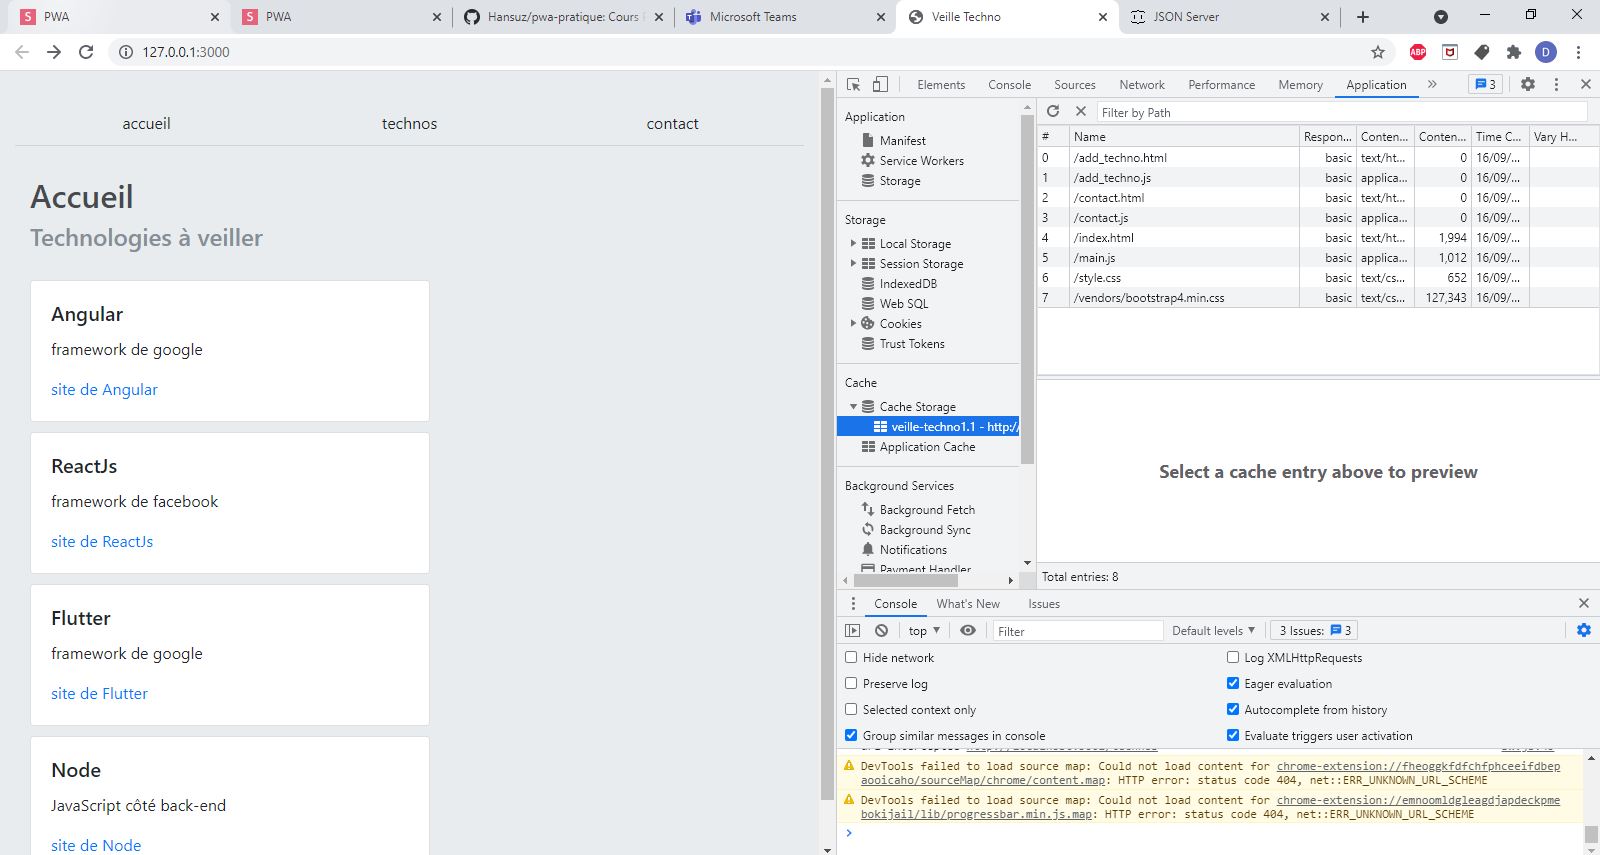 PWA
PWA
Hansuz/pwa-pratique: Cours
Microsoft Teams
Veille Techno
JSON Server
127.0.0.1:3000
ABP
D
accueil
technos
contact
Accueil
Technologies à veiller
Angular
framework de google
site de Angular
ReactJs
framework de facebook
site de ReactJs
Flutter
framework de google
site de Flutter
Node
JavaScript côté back-end
site de Node
Elements Console Sources Network Performance Memory Application 3
Application
Manifest
Service Workers
Storage
Storage
Local Storage
Session Storage
IndexedDB
Web SQL
Cookies
Trust Tokens
Cache
Cache Storage
veille-techno1.1 - http:/
Application Cache
Background Services
Background Fetch
Background Sync
Notifications
Payment Handler
Filter by Path
# Name Respon... Conten... Conten... Time C... Vary H...
0 /add_techno.html basic text/ht... 0 16/09/...
1 /add_techno.js basic applica... 0 16/09/...
2 /contact.html basic text/ht... 0 16/09/...
3 /contact.js basic applica... 0 16/09/...
4 /index.html basic text/ht... 1,994 16/09/...
5 /main.js basic applica... 1,012 16/09/...
6 /style.css basic text/cs... 652 16/09/...
7 /vendors/bootstrap4.min.css basic text/cs... 127,343 16/09/...
Select a cache entry above to preview
Total entries: 8
Console What's New Issues
top Filter Default levels 3 Issues: 3
Hide network
Log XMLHttpRequests
Preserve log
Eager evaluation
Selected context only
Autocomplete from history
Group similar messages in console
Evaluate triggers user activation
DevTools failed to load source map: Could not load content for chrome-extension://fheoggkfdfchfphceeifdbep
aooicaho/sourceMap/chrome/content.map: HTTP error: status code 404, net::ERR_UNKNOWN_URL_SCHEME
DevTools failed to load source map: Could not load content for chrome-extension://emnoomldgleagdjapdeckpme
bokijail/lib/progressbar.min.js.map: HTTP error: status code 404, net::ERR_UNKNOWN_URL_SCHEME